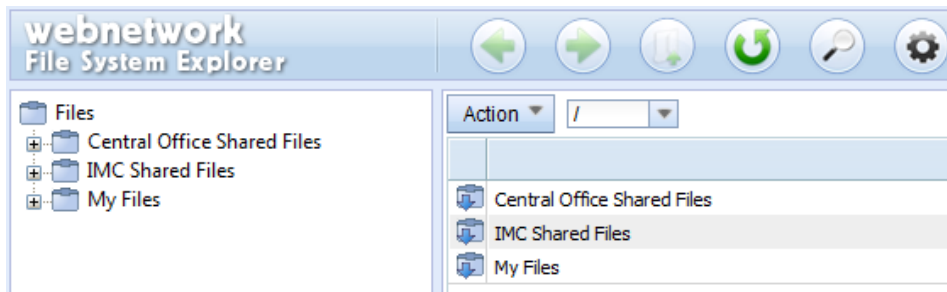 webnetwork
File System Explorer
Files
Central Office Shared Files
IMC Shared Files
My Files
Action
/
Central Office Shared Files
IMC Shared Files
My Files